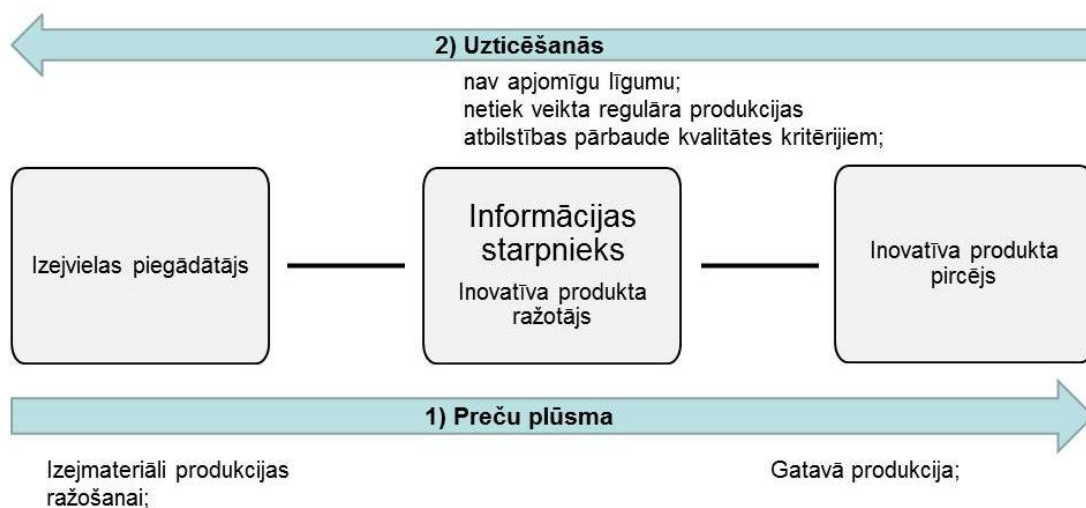 2) Uzticēšanās
nav apjomīgu līgumu;
netiek veikta regulāra produkcijas
atbilstības pārbaude kvalitātes kritērijiem;
Izejvielas piegādātājs
Informācijas
starpnieks
Inovatīva produkta
ražotājs
Inovatīva produkta
pircējs
1) Preču plūsma
Izejmateriāli produkcijas
ražošanai;
Gatavā produkcija;